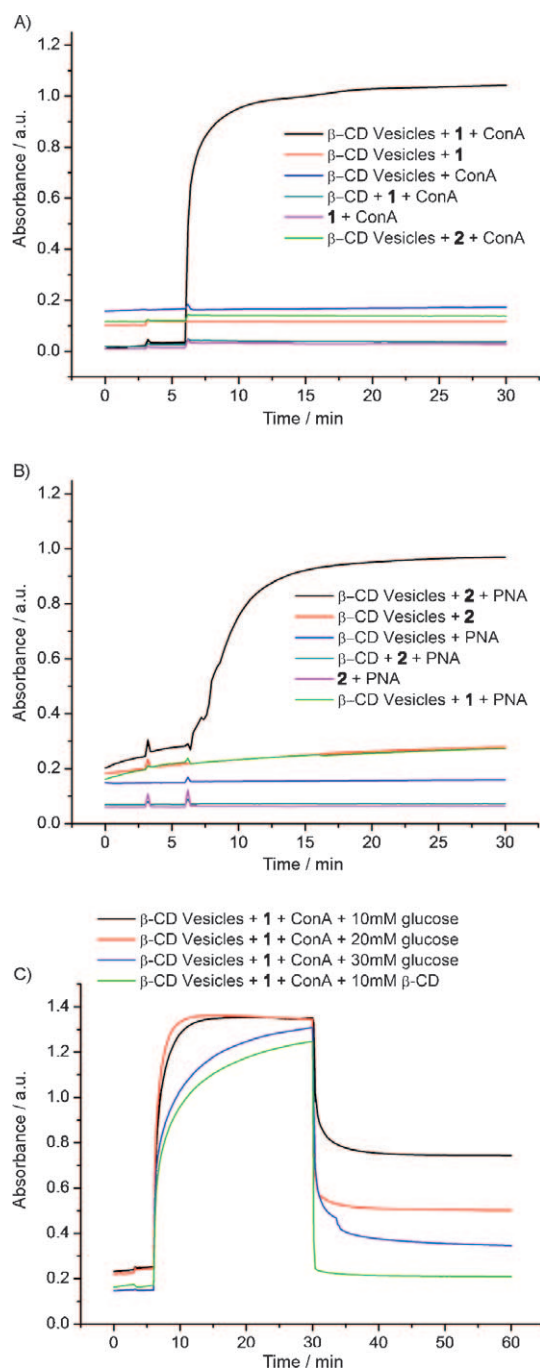 A)
1.2
1.0
0.8
0.6
0.4
0.2
0.0
Absorbance / a.u.
β–CD Vesicles + 1 + ConA
β–CD Vesicles + 1
β–CD Vesicles + ConA
β–CD + 1 + ConA
1 + ConA
β–CD Vesicles + 2 + ConA
0 5 10 15 20 25 30
Time / min
B)
1.2
1.0
0.8
0.6
0.4
0.2
0.0
Absorbance / a.u.
β–CD Vesicles + 2 + PNA
β–CD Vesicles + 2
β–CD Vesicles + PNA
β–CD + 2 + PNA
2 + PNA
β–CD Vesicles + 1 + PNA
0 5 10 15 20 25 30
Time / min
β-CD Vesicles + 1 + ConA + 10mM glucose
β-CD Vesicles + 1 + ConA + 20mM glucose
β-CD Vesicles + 1 + ConA + 30mM glucose
β-CD Vesicles + 1 + ConA + 10mM β-CD
C)
1.4
1.2
1.0
0.8
0.6
0.4
0.2
0.0
Absorbance / a.u.
0 10 20 30 40 50 60
Time / min